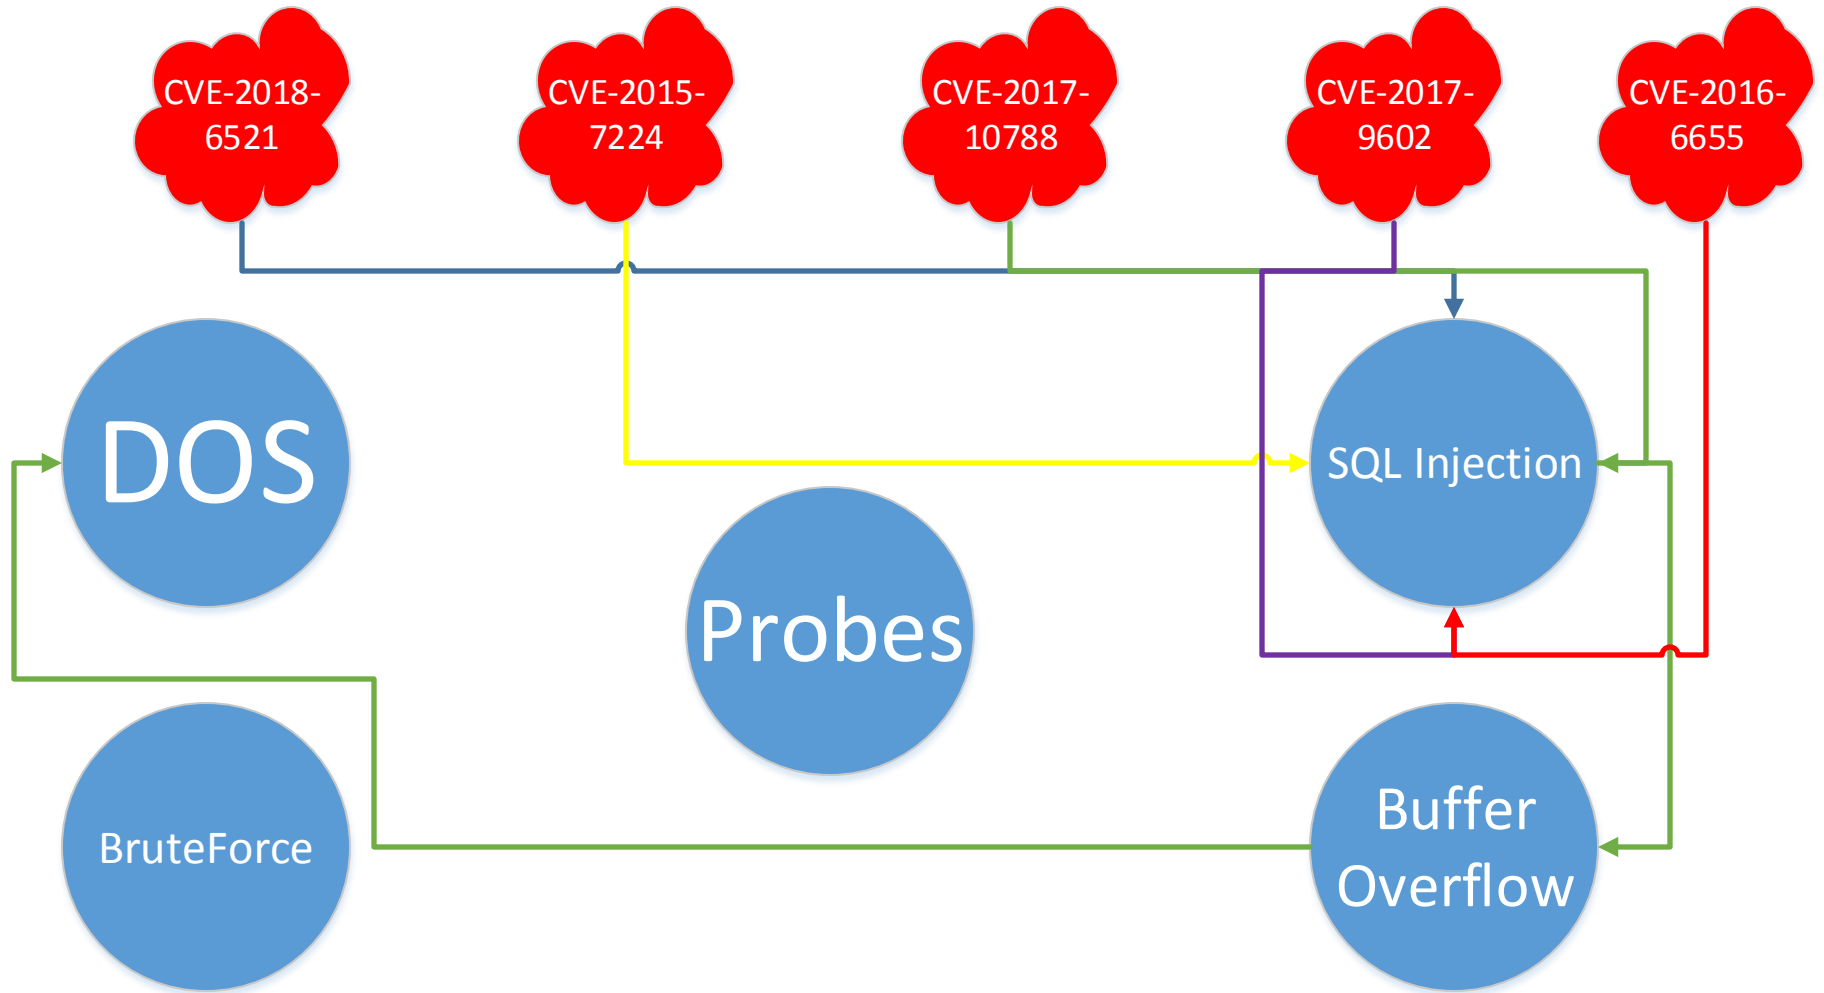 CVE-2018-
6521
CVE-2015-
7224
CVE-2017-
10788
CVE-2017-
9602
CVE-2016-
6655
DOS
SQL Injection
Probes
BruteForce
Buffer
Overflow